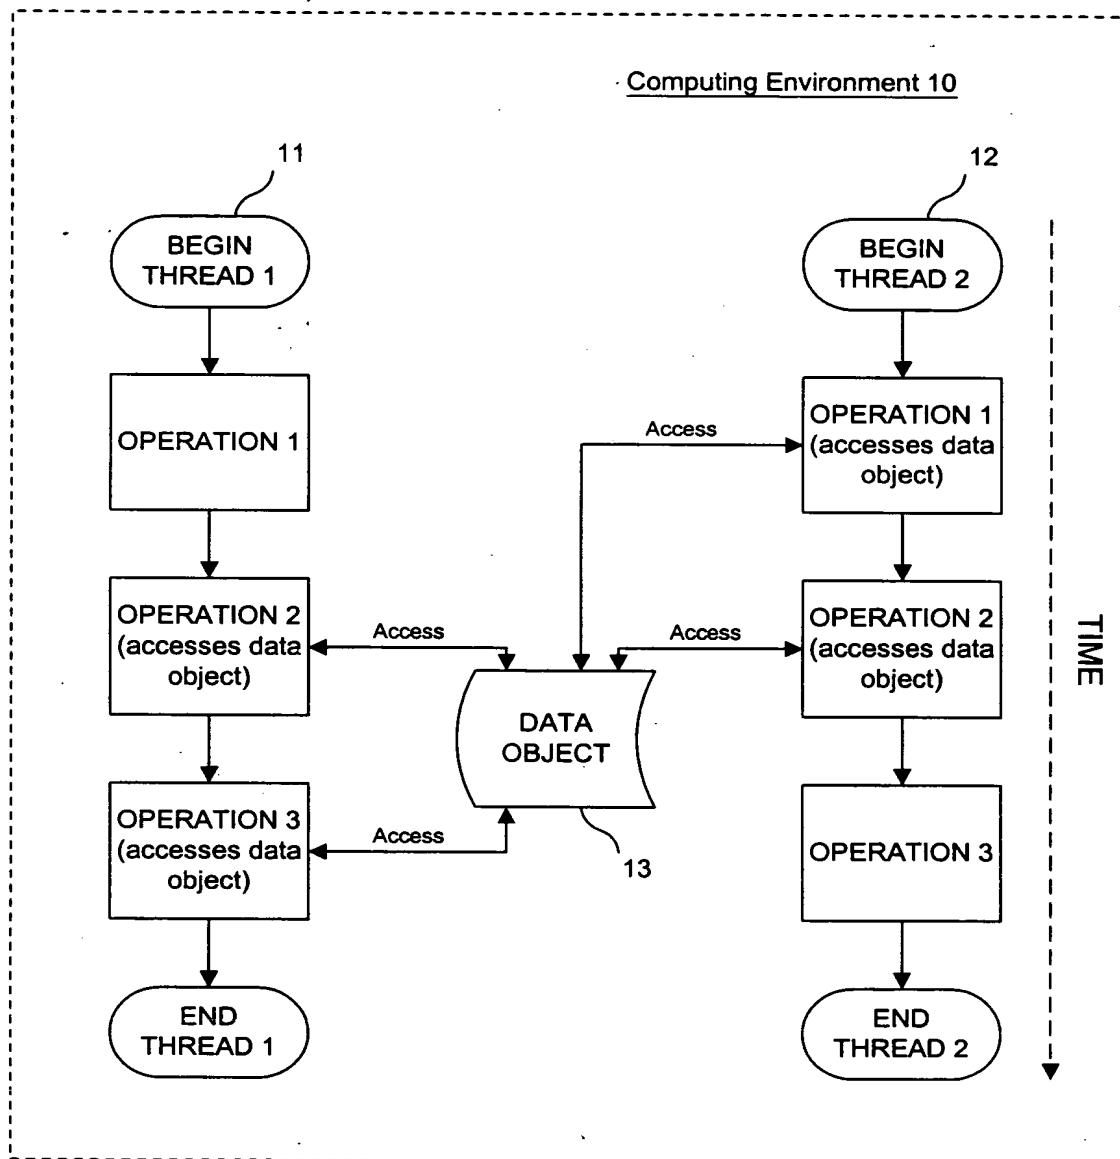 Computing Environment 10
11
12
BEGIN
THREAD 1
BEGIN
THREAD 2
OPERATION 1
Access
OPERATION 1
(accesses data
object)
OPERATION 2
(accesses data
object)
Access
Access
OPERATION 2
(accesses data
object)
TIME
DATA
OBJECT
OPERATION 3
(accesses data
object)
Access
13
OPERATION 3
END
THREAD 1
END
THREAD 2